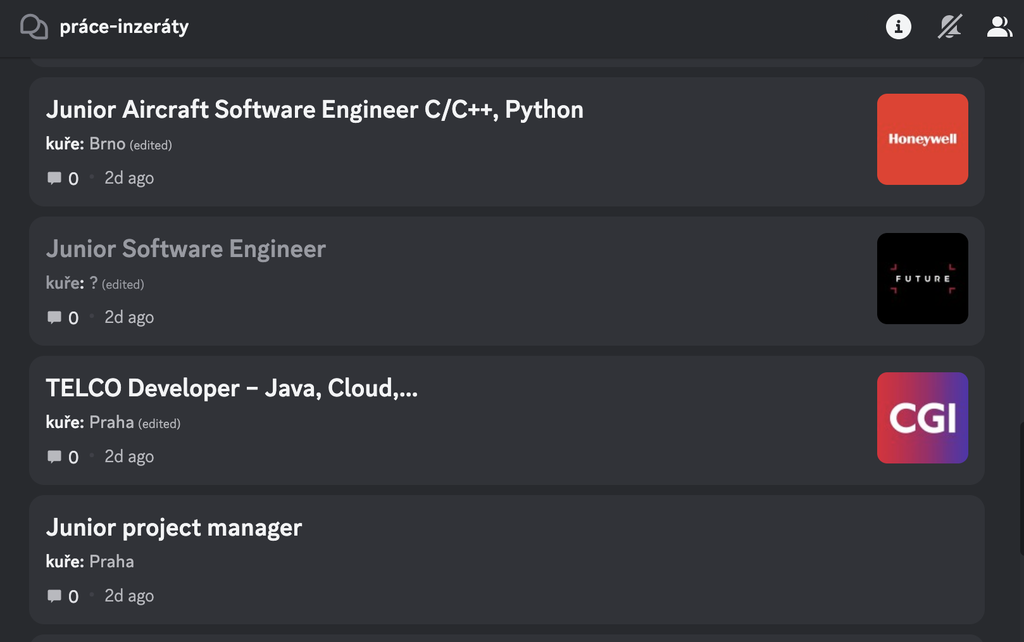 práce-inzeráty
Junior Aircraft Software Engineer C/C++, Python
kuře: Brno (edited)
0 • 2d ago
Honeywell
Junior Software Engineer
kuře: ? (edited)
0 • 2d ago
FUTURE
TELCO Developer – Java, Cloud,...
kuře: Praha (edited)
0 • 2d ago
CGI
Junior project manager
kuře: Praha
0 • 2d ago